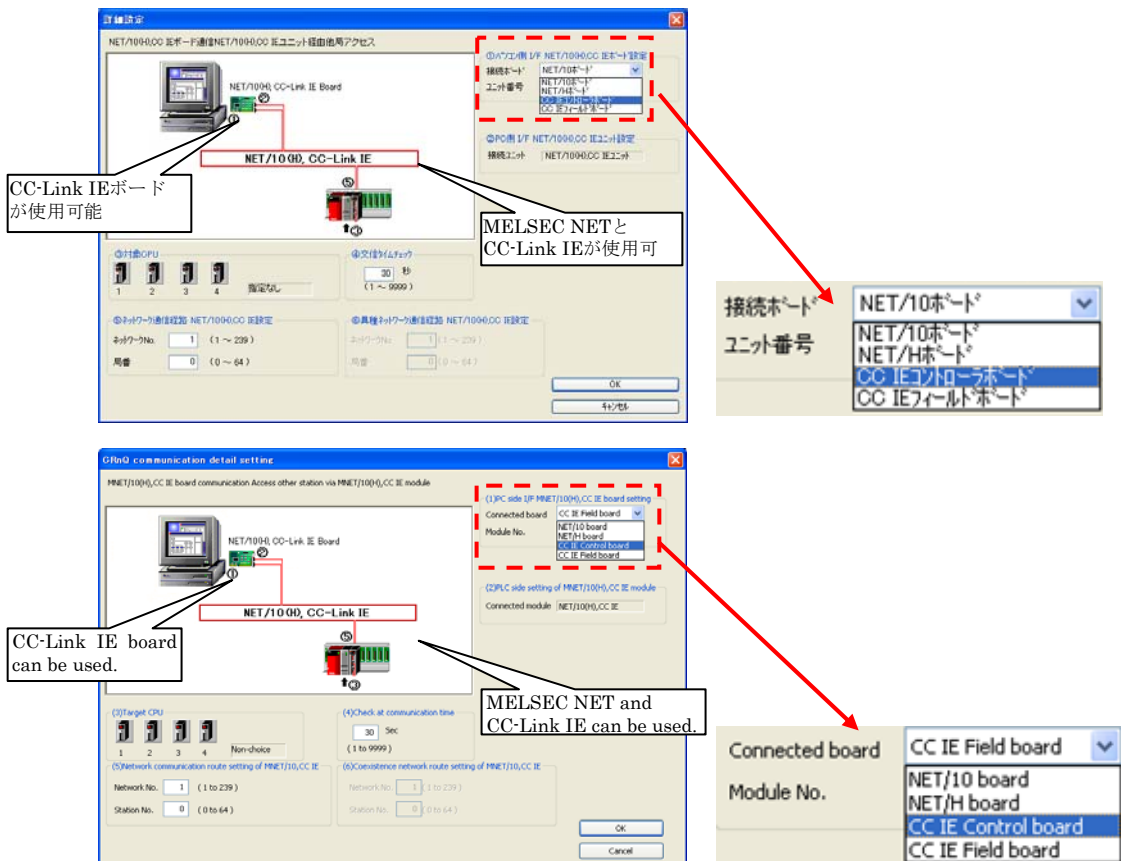 詳細設定
NET/10(H),CC IEボード通信NET/10(H),CC IEユニット経由他局アクセス
NET/10(H), CC-Link IE Board
②
①
NET/10(H), CC-Link IE
⑤
③
CC-Link IEボード
が使用可能
MELSEC NETと
CC-Link IEが使用可
①パソコン側 I/F NET/10(H),CC IEボード設定
接続ボード NET/10ボード
ユニット番号
NET/10ボード
NET/Hボード
CC IEコントローラボード
CC IEフィールドボード
②PC側 I/F NET/10(H),CC IEユニット設定
接続ユニット NET/10(H),CC IEユニット
③対象CPU
1 2 3 4 指定なし
④交信タイムチェック
30 秒
(1 ~ 9999)
⑤ネットワーク通信経路 NET/10(H),CC IE設定
ネットワークNo. 1 (1 ~ 239)
局番 0 (0 ~ 64)
⑥異種ネットワーク通信経路 NET/10(H),CC IE設定
ネットワークNo. 1 (1 ~ 239)
局番 0 (0 ~ 64)
OK
キャンセル
接続ボード NET/10ボード
ユニット番号
NET/10ボード
NET/Hボード
CC IEコントローラボード
CC IEフィールドボード
GRnQ communication detail setting
MNET/10(H),CC IE board communication Access other station via MNET/10(H),CC IE module
NET/10(H), CC-Link IE Board
②
①
NET/10(H), CC-Link IE
⑤
③
CC-Link IE board
can be used.
MELSEC NET and
CC-Link IE can be used.
(1)PC side I/F MNET/10(H),CC IE board setting
Connected board CC IE Field board
Module No.
NET/10 board
NET/H board
CC IE Control board
CC IE Field board
(2)PLC side setting of MNET/10(H),CC IE module
Connected module NET/10(H),CC IE
(3)Target CPU
1 2 3 4 Non-choice
(4)Check at communication time
30 Sec
(1 to 9999)
(5)Network communication route setting of MNET/10,CC IE
Network No. 1 (1 to 239)
Station No. 0 (0 to 64)
(6)Coexistence network route setting of MNET/10,CC IE
Network No. 1 (1 to 239)
Station No. 0 (0 to 64)
OK
Cancel
Connected board CC IE Field board
Module No.
NET/10 board
NET/H board
CC IE Control board
CC IE Field board